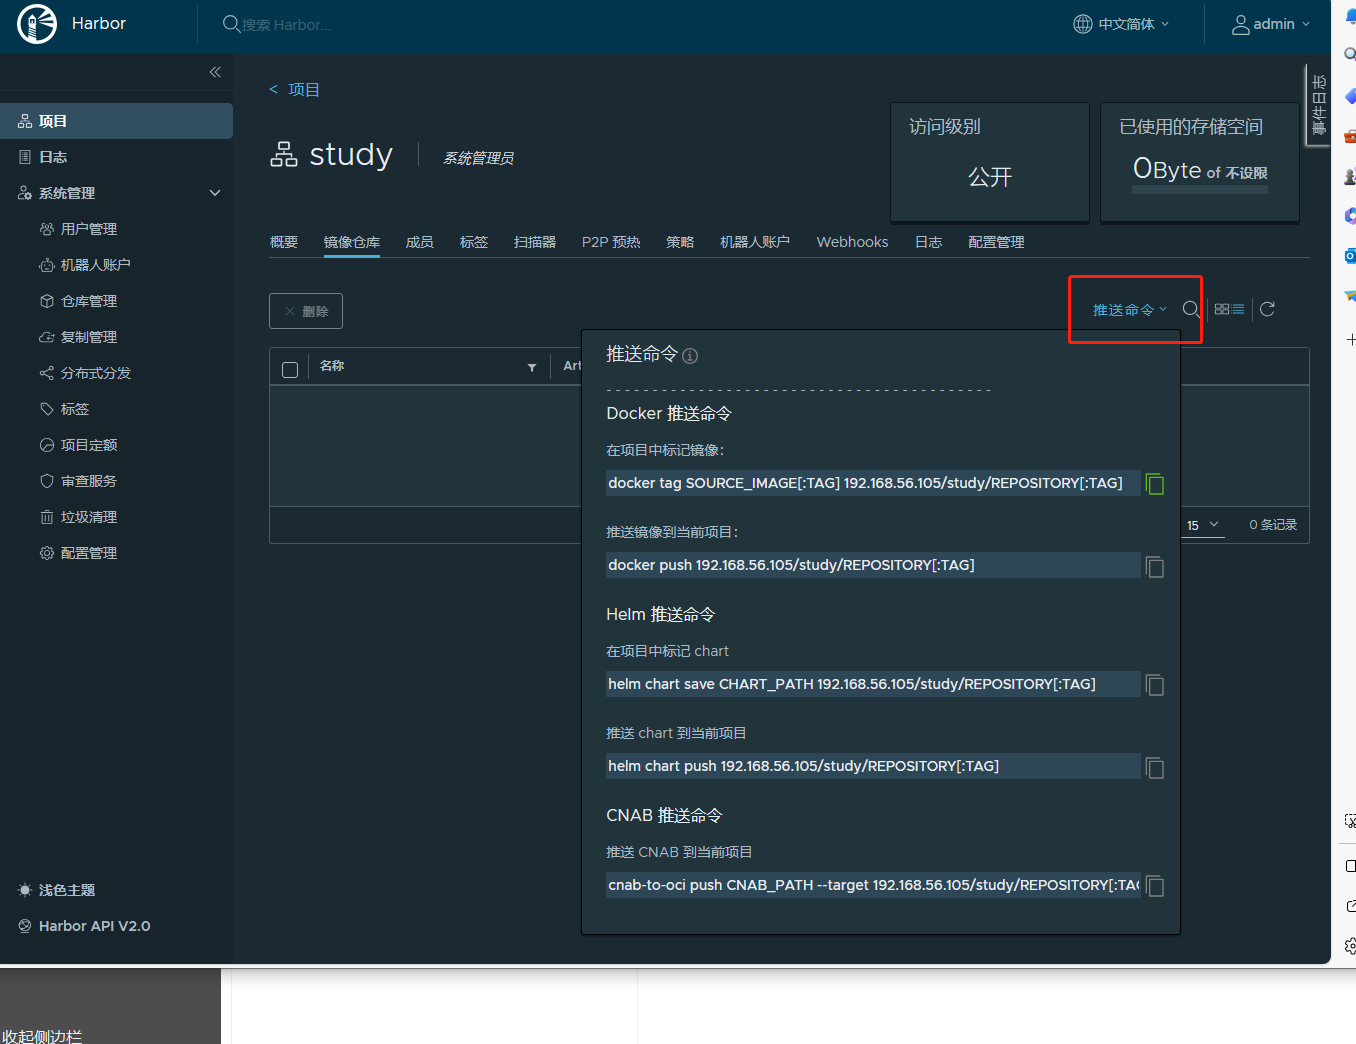 Harbor
搜索 Harbor...
中文简体
admin
项目
日志
系统管理
用户管理
机器人账户
仓库管理
复制管理
分布式分发
标签
项目定额
审查服务
垃圾清理
配置管理
浅色主题
Harbor API V2.0
< 项目
study
系统管理员
访问级别
公开
已使用的存储空间
0Byte of 不设限
事件日志
概要 镜像仓库 成员 标签 扫描器 P2P 预热 策略 机器人账户 Webhooks 日志 配置管理
删除
推送命令
名称
Art
15
0 条记录
推送命令
- - - - - - - - - - - - - - - - - - - - - - - - - - - - - - - - - - - - - - - - - -
Docker 推送命令
在项目中标记镜像:
docker tag SOURCE_IMAGE[:TAG] 192.168.56.105/study/REPOSITORY[:TAG]
推送镜像到当前项目:
docker push 192.168.56.105/study/REPOSITORY[:TAG]
Helm 推送命令
在项目中标记 chart
helm chart save CHART_PATH 192.168.56.105/study/REPOSITORY[:TAG]
推送 chart 到当前项目
helm chart push 192.168.56.105/study/REPOSITORY[:TAG]
CNAB 推送命令
推送 CNAB 到当前项目
cnab-to-oci push CNAB_PATH --target 192.168.56.105/study/REPOSITORY[:TAG
收起侧边栏